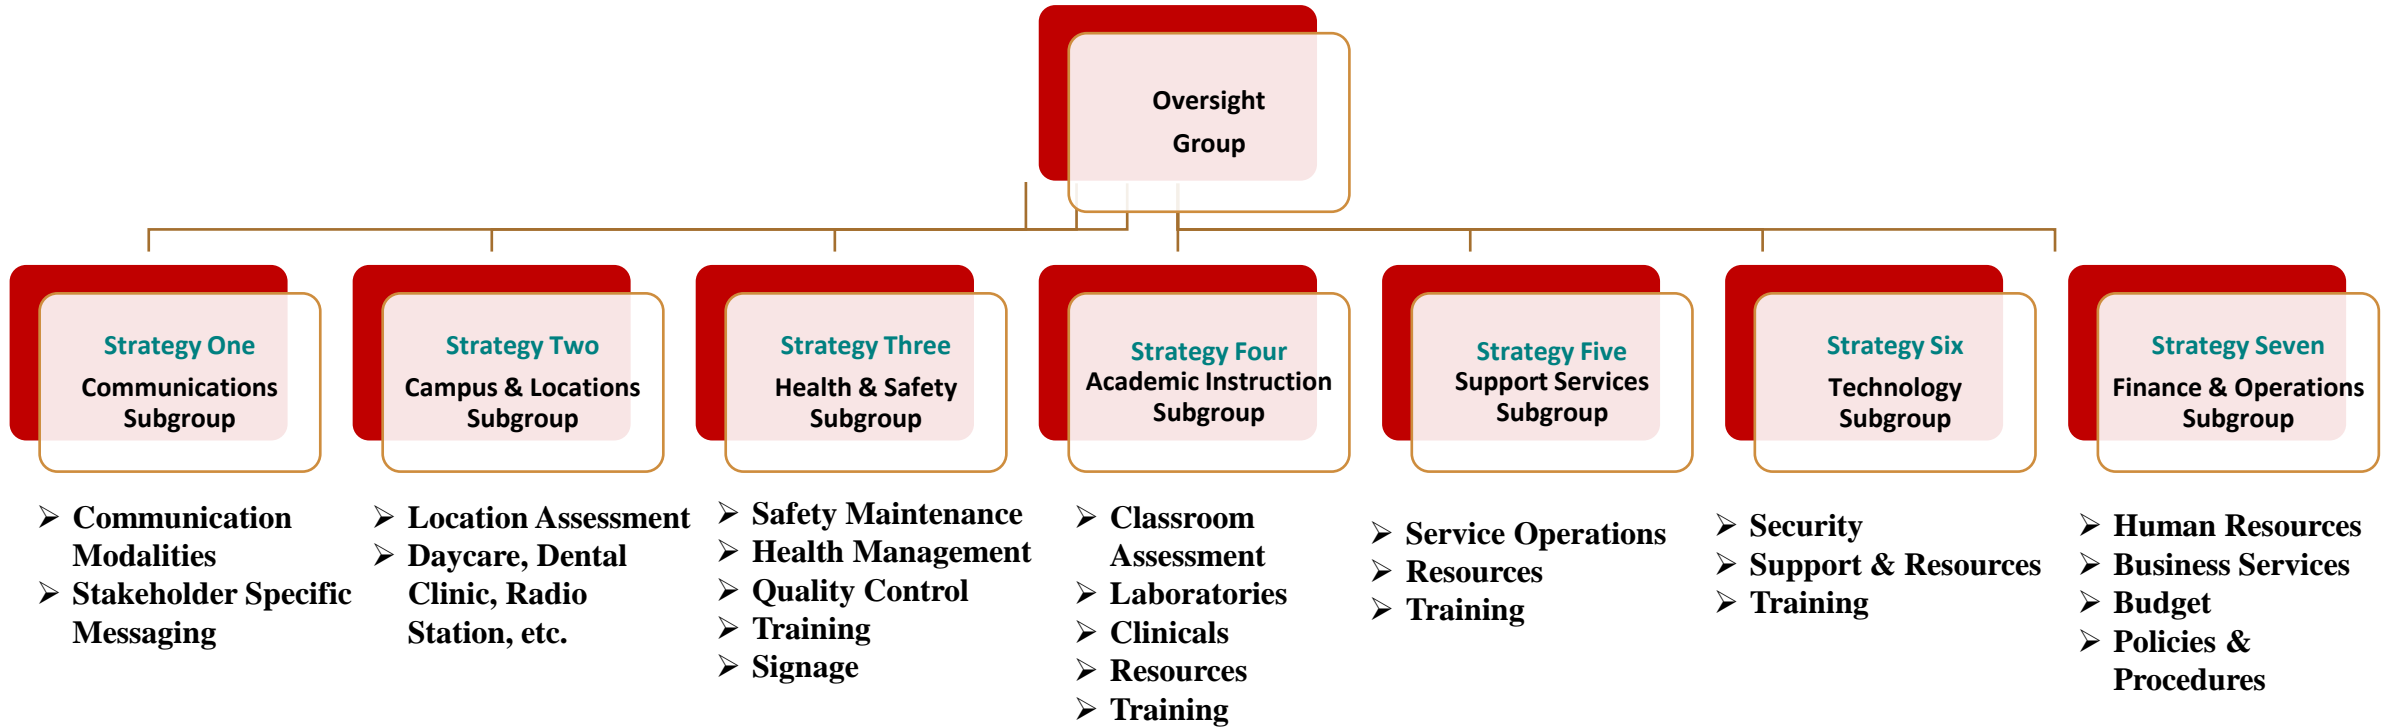 Oversight
Group
Strategy One
Communications
Subgroup
Strategy Two
Campus & Locations
Subgroup
Strategy Three
Health & Safety
Subgroup
Strategy Four
Academic Instruction
Subgroup
Strategy Five
Support Services
Subgroup
Strategy Six
Technology
Subgroup
Strategy Seven
Finance & Operations
Subgroup
➢ Communication
Modalities
➢ Stakeholder Specific
Messaging
➢ Location Assessment
➢ Daycare, Dental
Clinic, Radio
Station, etc.
➢ Safety Maintenance
➢ Health Management
➢ Quality Control
➢ Training
➢ Signage
➢ Classroom
Assessment
➢ Laboratories
➢ Clinicals
➢ Resources
➢ Training
➢ Service Operations
➢ Resources
➢ Training
➢ Security
➢ Support & Resources
➢ Training
➢ Human Resources
➢ Business Services
➢ Budget
➢ Policies &
Procedures